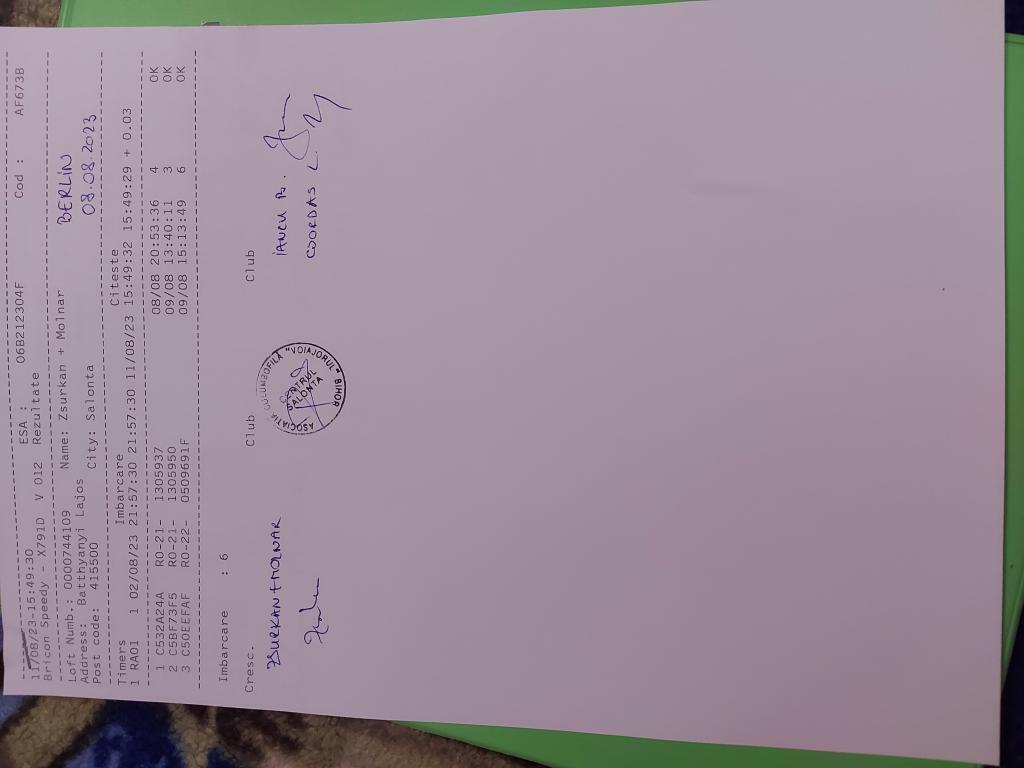 11/08/23-15:49:30 ESA : 06B212304F Cod : AF673B
Bricon Speedy - X791D V 012 Rezultate
Loft Numb.: 0000744109 Name: Zsurkan + Molnar BERLIN
Address: Batthyanyi Lajos 08.08.2023
Post code: 415500 City: Salonta
Timers Imbarcare Citeste
1 RA01 1 02/08/23 21:57:30 21:57:30 11/08/23 15:49:32 15:49:29 + 0.03
1 C532A24A RO-21- 1305937 08/08 20:53:36 4 OK
2 C5BF73F5 RO-21- 1305950 09/08 13:40:11 3 OK
3 C50EEFAF RO-22- 0509691F 09/08 15:13:49 6 OK
Imbarcare : 6
Cresc. Club Club
ZSURKAN + MOLNAR
IANCU A.
COORDAS L.
ASOCIATIA COLUMBOFILĂ "VOIAJORUL" BIHOR
CENTRUL
SALONTA